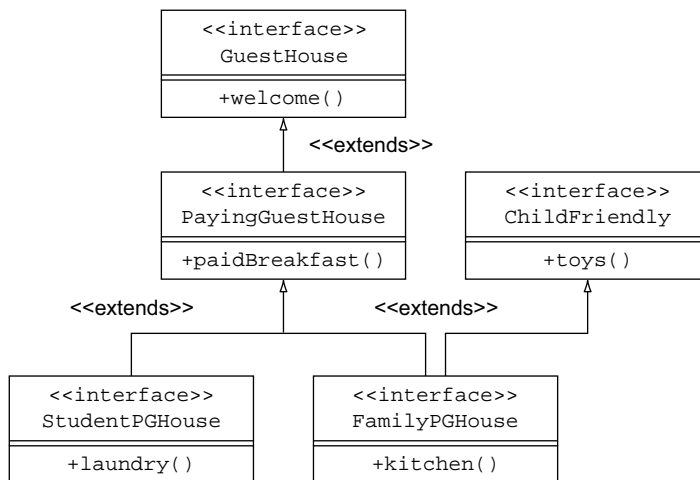 <<interface>>
GuestHouse
+welcome()
<<extends>>
<<interface>>
PayingGuestHouse
+paidBreakfast()
<<interface>>
ChildFriendly
+toys()
<<extends>>
<<extends>>
<<interface>>
StudentPGHouse
+laundry()
<<interface>>
FamilyPGHouse
+kitchen()